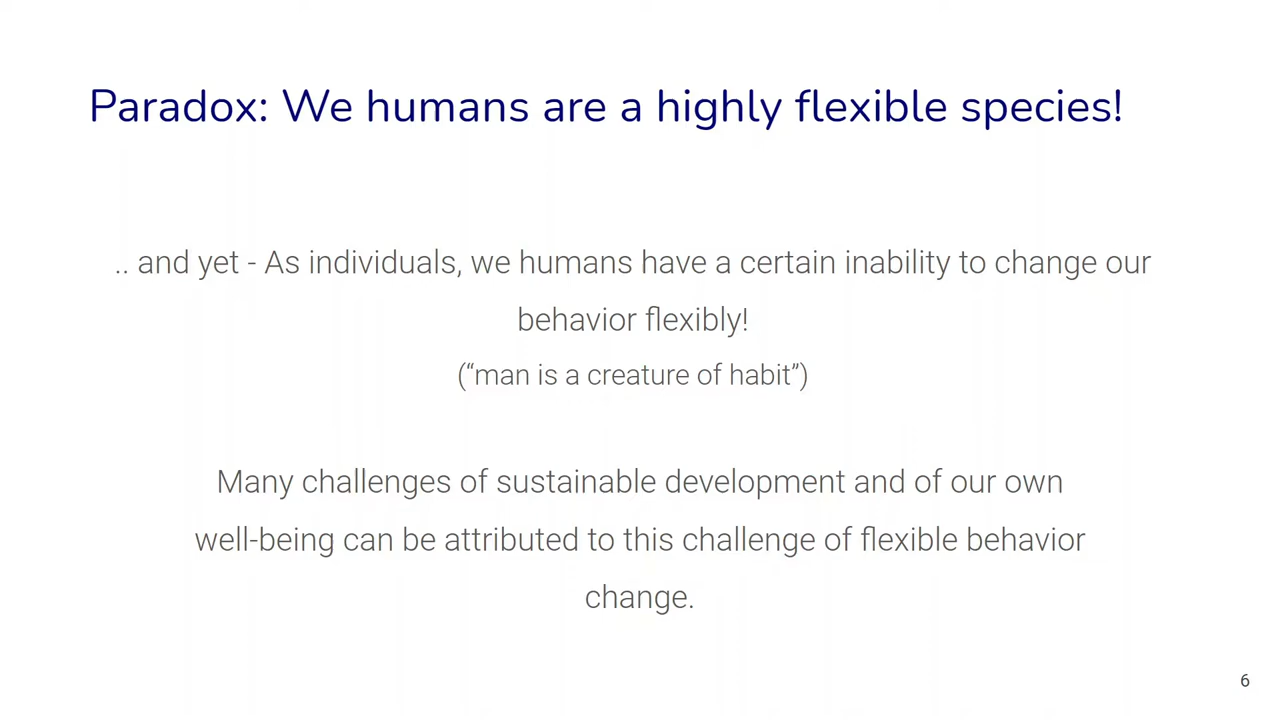 Paradox: We humans are a highly flexible species!
.. and yet - As individuals, we humans have a certain inability to change our
behavior flexibly!
(“man is a creature of habit”)
Many challenges of sustainable development and of our own
well-being can be attributed to this challenge of flexible behavior
change.
6